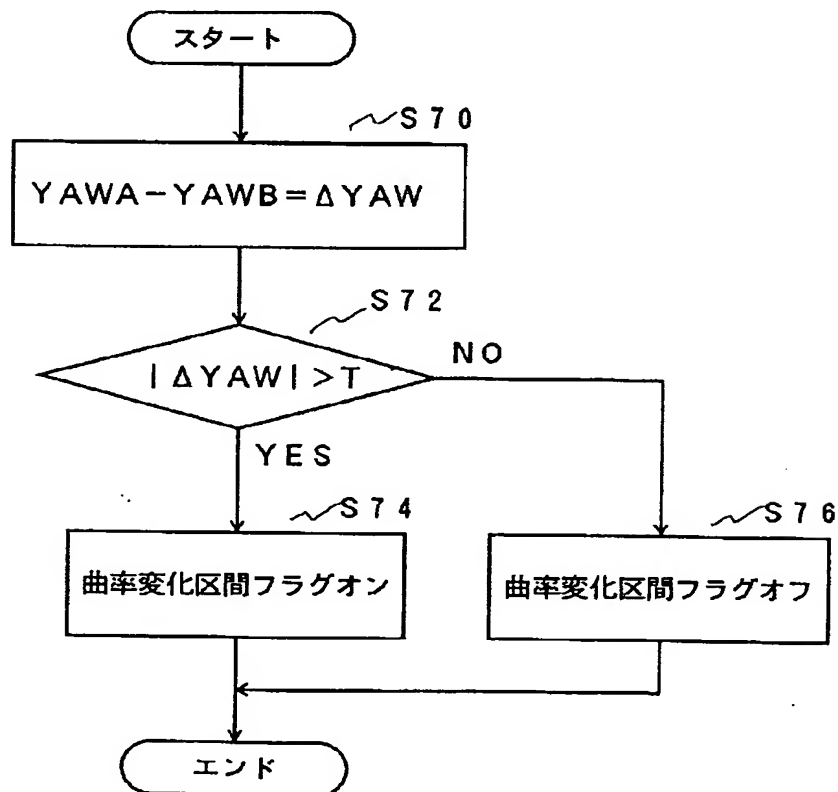 スタート
S70
YAWA－YAWB＝ΔYAW
S72
|ΔYAW|＞T
NO
YES
S74
曲率変化区間フラグオン
S76
曲率変化区間フラグオフ
エンド